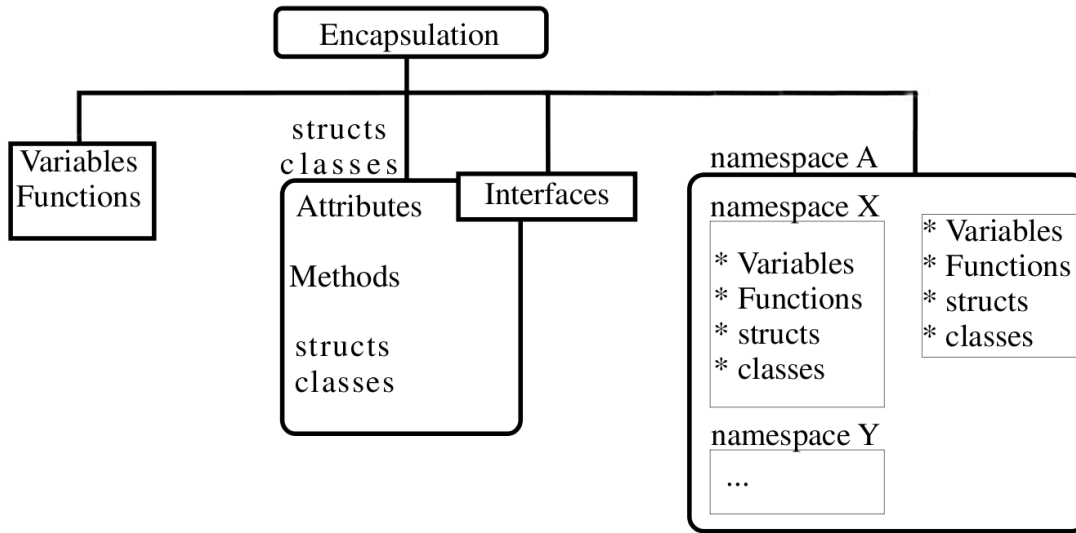 Encapsulation
Variables
Functions
structs
classes
Attributes
Methods
structs
classes
Interfaces
namespace A
namespace X
* Variables
* Functions
* structs
* classes
* Variables
* Functions
* structs
* classes
namespace Y
...